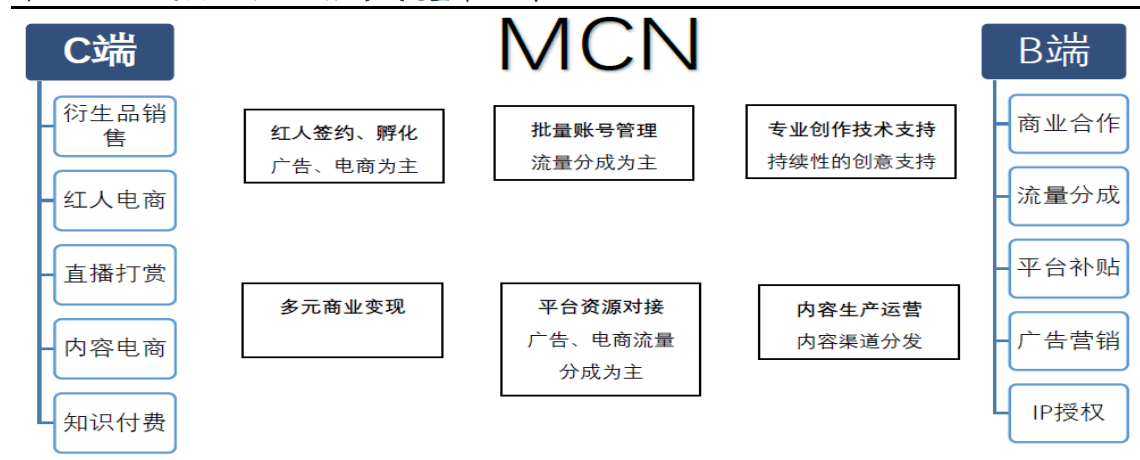 MCN
C端
衍生品销
售
红人电商
直播打赏
内容电商
知识付费
红人签约、孵化
广告、电商为主
批量账号管理
流量分成为主
专业创作技术支持
持续性的创意支持
多元商业变现
平台资源对接
广告、电商流量
分成为主
内容生产运营
内容渠道分发
B端
商业合作
流量分成
平台补贴
广告营销
IP授权